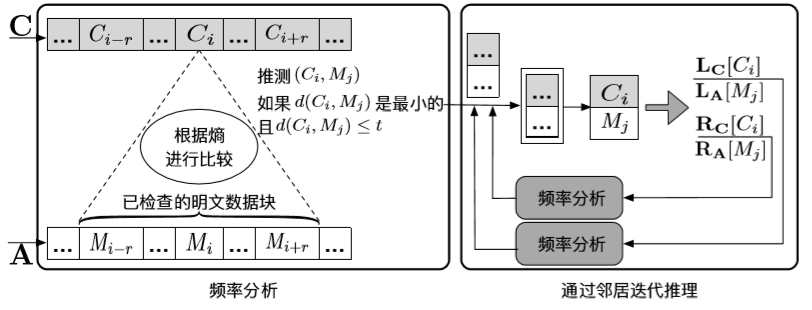 C
... C_{i-r} ... C_i ... C_{i+r} ...
推测 (C_i, M_j)
如果 d(C_i, M_j) 是最小的
且 d(C_i, M_j) ≤ t
根据熵
进行比较
已检查的明文数据块
A
... M_{i-r} ... M_i ... M_{i+r} ...
频率分析
...
...
...
...
C_i
M_j
L_C[C_i]
L_A[M_j]
R_C[C_i]
R_A[M_j]
频率分析
频率分析
通过邻居迭代推理